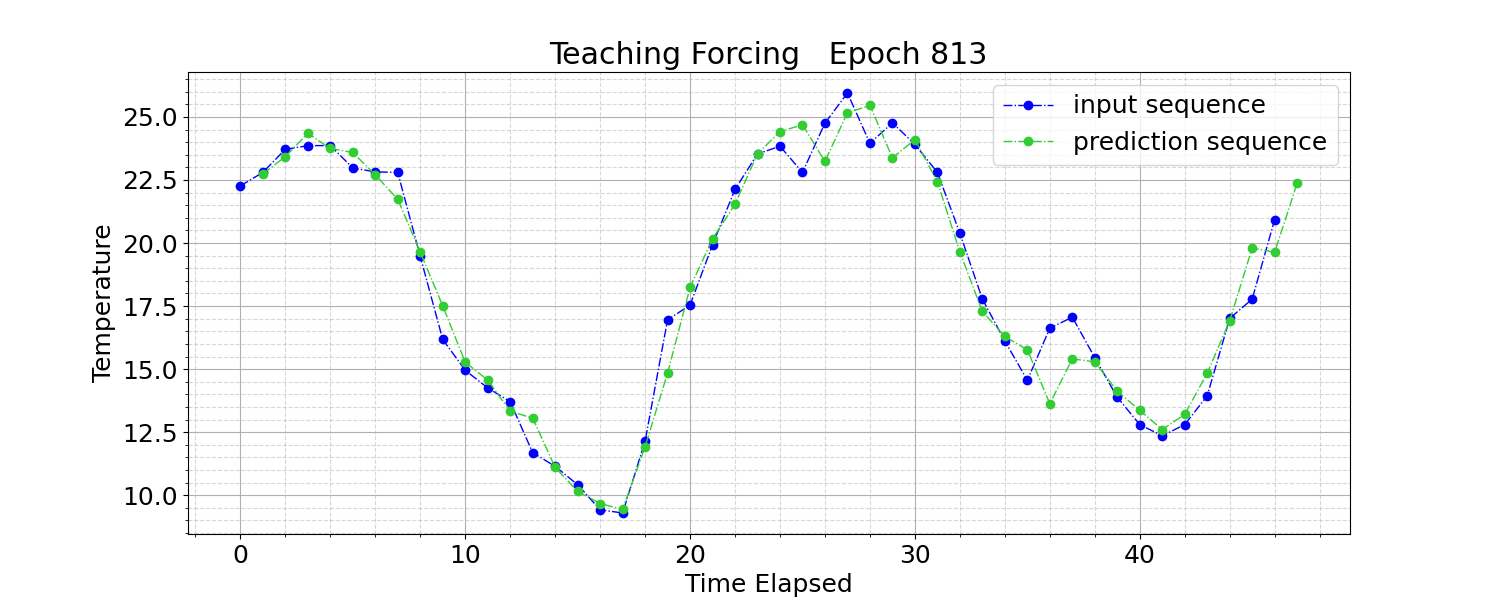 Teaching Forcing   Epoch 813
input sequence
prediction sequence
Temperature
25.0
22.5
20.0
17.5
15.0
12.5
10.0
0 10 20 30 40
Time Elapsed